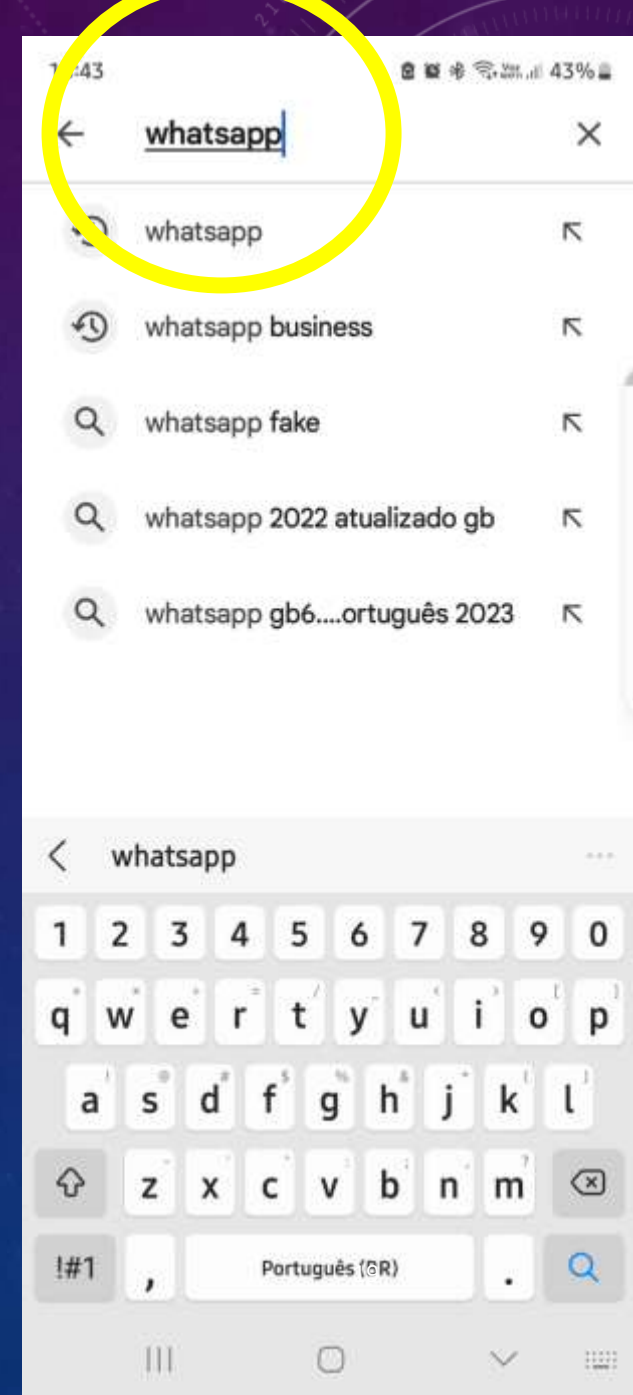 43%
whatsapp
whatsapp
whatsapp business
whatsapp fake
whatsapp 2022 atualizado gb
whatsapp gb6....ortuguês 2023
whatsapp
1 2 3 4 5 6 7 8 9 0
q w e r t y u i o p
a s d f g h j k l
z x c v b n m
!#1 , Português .